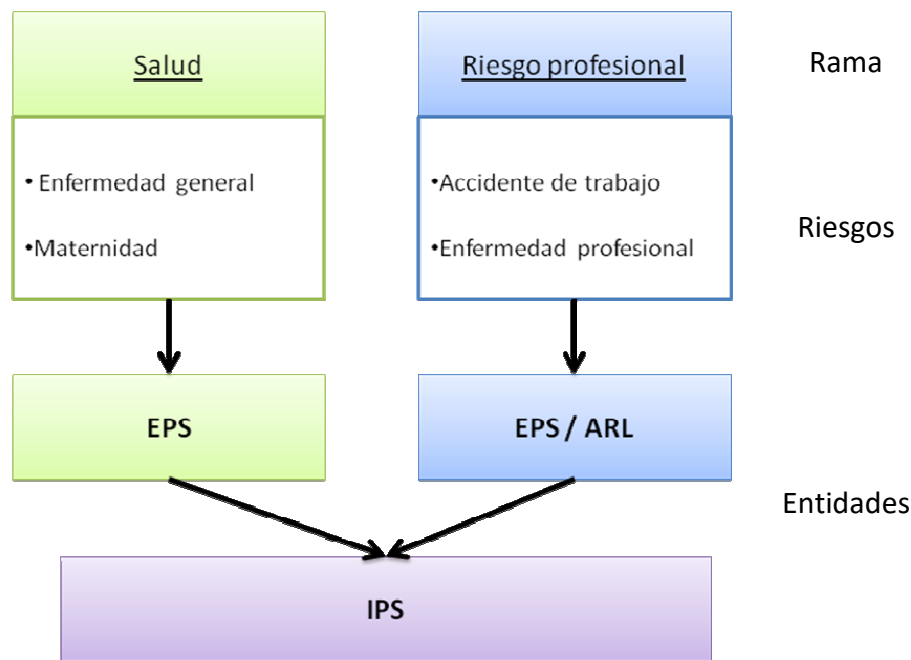 Salud
Riesgo profesional
Rama
• Enfermedad general
• Maternidad
•Accidente de trabajo
•Enfermedad profesional
Riesgos
EPS
EPS / ARL
Entidades
IPS